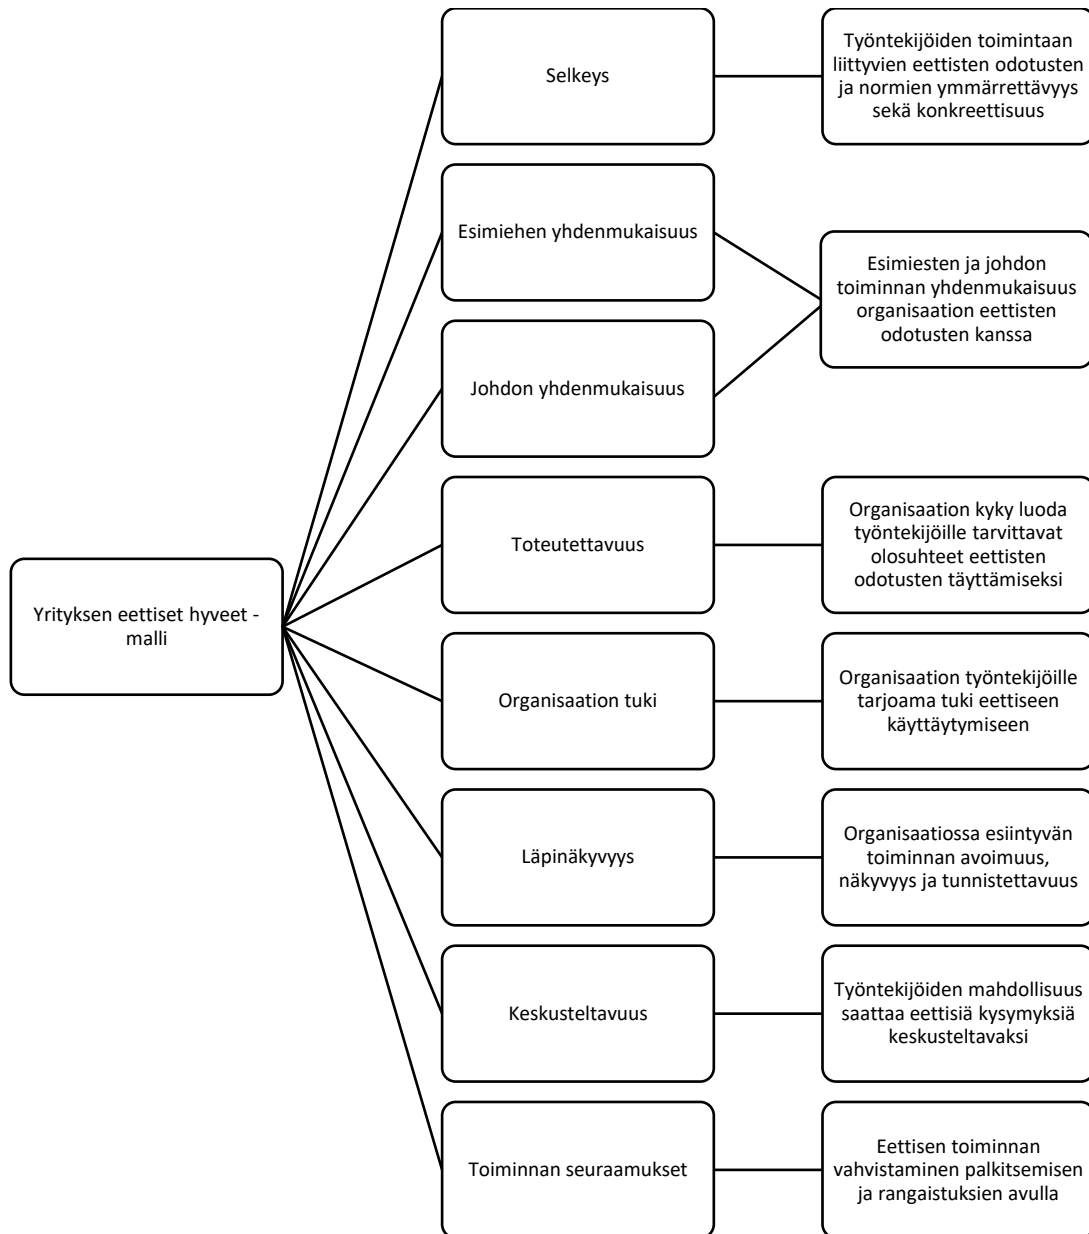 Selkeys
Työntekijöiden toimintaan
liittyvien eettisten odotusten
ja normien ymmärrettävyys
sekä konkreettisuus
Esimiehen yhdenmukaisuus
Johdon yhdenmukaisuus
Esimiesten ja johdon
toiminnan yhdenmukaisuus
organisaation eettisten
odotusten kanssa
Toteutettavuus
Organisaation kyky luoda
työntekijöille tarvittavat
olosuhteet eettisten
odotusten täyttämiseksi
Yrityksen eettiset hyveet -
malli
Organisaation tuki
Organisaation työntekijöille
tarjoama tuki eettiseen
käyttäytymiseen
Läpinäkyvyys
Organisaatiossa esiintyvän
toiminnan avoimuus,
näkyvyys ja tunnistettavuus
Keskusteltavuus
Työntekijöiden mahdollisuus
saattaa eettisiä kysymyksiä
keskusteltavaksi
Toiminnan seuraamukset
Eettisen toiminnan
vahvistaminen palkitsemisen
ja rangaistuksien avulla